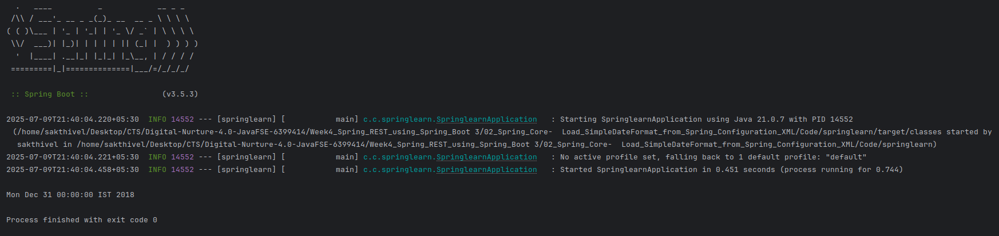 .   ____          _            __ _ _
 /\\ / ___'_ __ _ _(_)_ __  __ _ \ \ \ \
( ( )\___ | '_ | '_| | '_ \/ _` | \ \ \ \
 \\/  ___)| |_)| | | | | || (_| |  ) ) ) )
  '  |____| .__|_| |_|_| |_\__, | / / / /
 =========|_|==============|___/=/_/_/_/
 :: Spring Boot ::                (v3.5.3)
2025-07-09T21:40:04.220+05:30  INFO 14552 --- [springlearn] [           main] c.c.springlearn.SpringlearnApplication   : Starting SpringlearnApplication using Java 21.0.7 with PID 14552
 (/home/sakthivel/Desktop/CTS/Digital-Nurture-4.0-JavaFSE-6399414/Week4_Spring_REST_using_Spring_Boot 3/02_Spring_Core-  Load_SimpleDateFormat_from_Spring_Configuration_XML/Code/springlearn/target/classes started by
 sakthivel in /home/sakthivel/Desktop/CTS/Digital-Nurture-4.0-JavaFSE-6399414/Week4_Spring_REST_using_Spring_Boot 3/02_Spring_Core-  Load_SimpleDateFormat_from_Spring_Configuration_XML/Code/springlearn)
2025-07-09T21:40:04.221+05:30  INFO 14552 --- [springlearn] [           main] c.c.springlearn.SpringlearnApplication   : No active profile set, falling back to 1 default profile: "default"
2025-07-09T21:40:04.458+05:30  INFO 14552 --- [springlearn] [           main] c.c.springlearn.SpringlearnApplication   : Started SpringlearnApplication in 0.451 seconds (process running for 0.744)
Mon Dec 31 00:00:00 IST 2018
Process finished with exit code 0